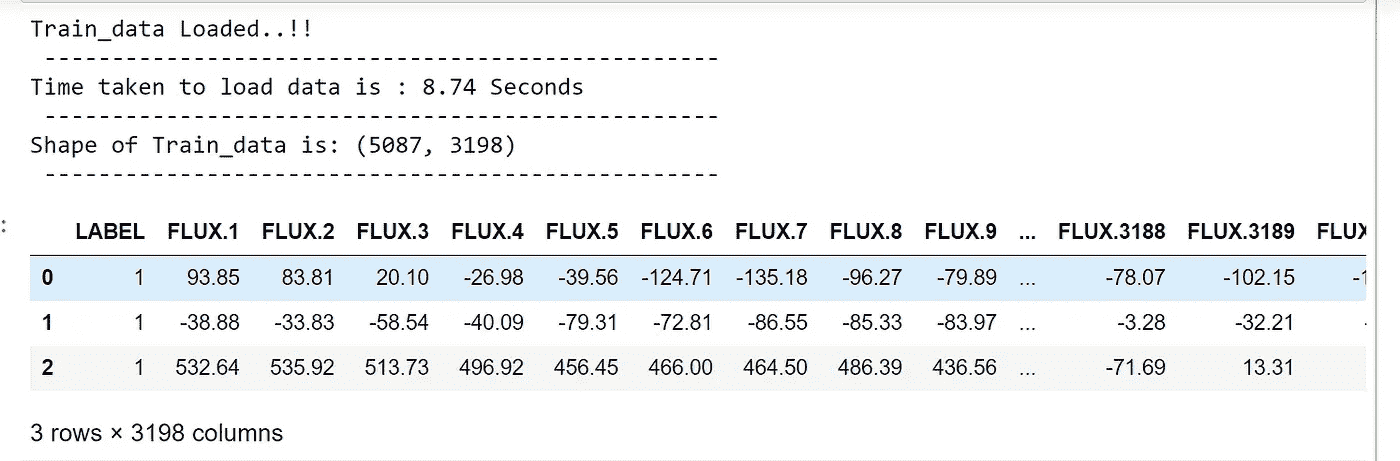 Train_data Loaded..!!
--------------------------------------------------
Time taken to load data is : 8.74 Seconds
--------------------------------------------------
Shape of Train_data is: (5087, 3198)
--------------------------------------------------
:
LABEL FLUX.1 FLUX.2 FLUX.3 FLUX.4 FLUX.5 FLUX.6 FLUX.7 FLUX.8 FLUX.9 ... FLUX.3188 FLUX.3189 FLUX
0 1 93.85 83.81 20.10 -26.98 -39.56 -124.71 -135.18 -96.27 -79.89 ... -78.07 -102.15
1 1 -38.88 -33.83 -58.54 -40.09 -79.31 -72.81 -86.55 -85.33 -83.97 ... -3.28 -32.21
2 1 532.64 535.92 513.73 496.92 456.45 466.00 464.50 486.39 436.56 ... -71.69 13.31
3 rows × 3198 columns